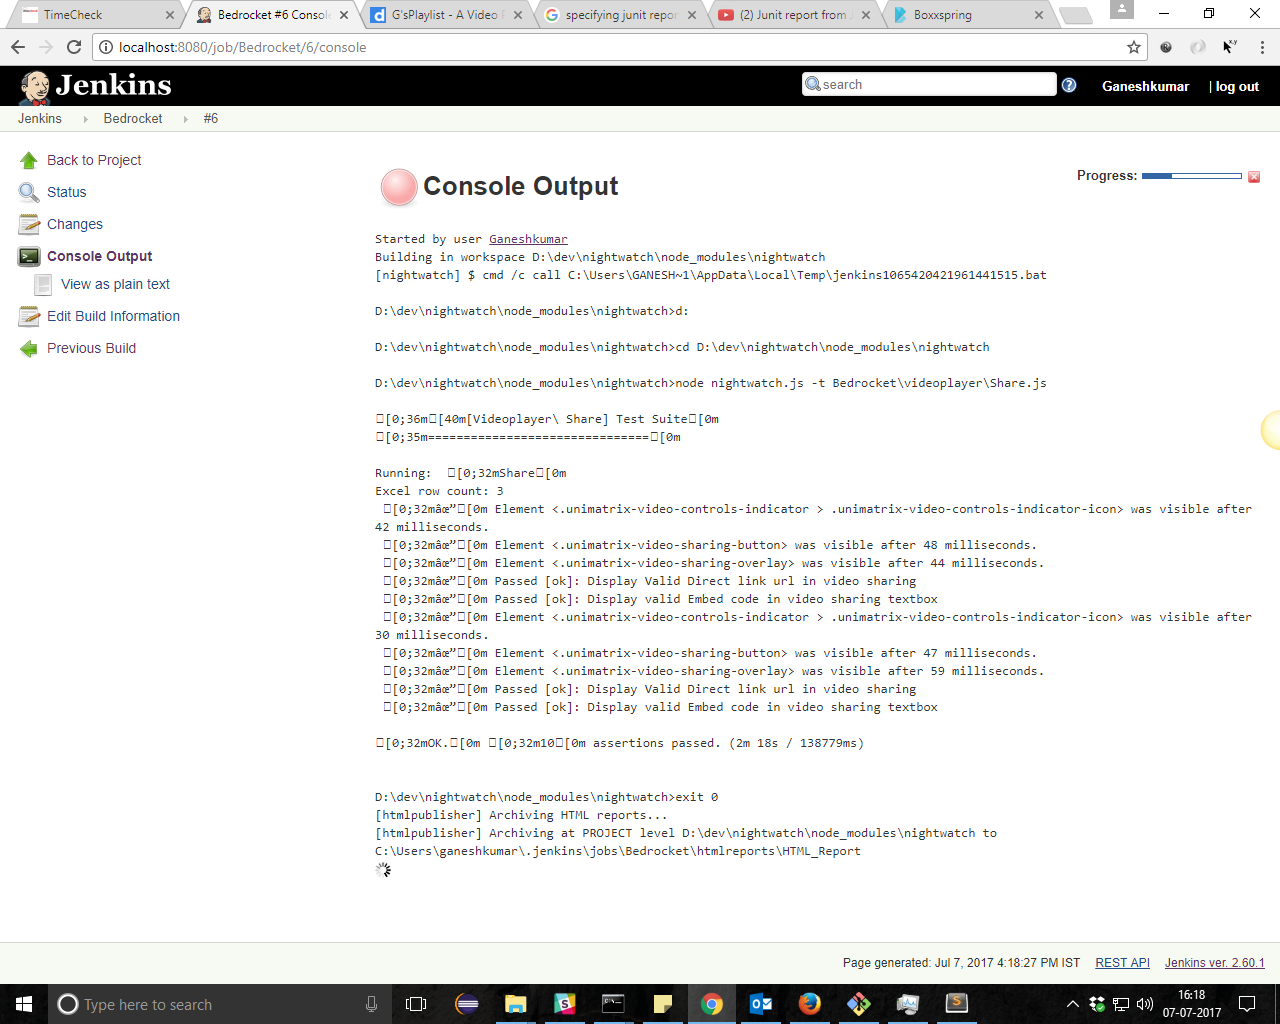 TimeCheck
Bedrocket #6 Conso
G'sPlaylist - A Video
specifying junit repor
(2) Junit report from
Boxxspring
localhost:8080/job/Bedrocket/6/console
Jenkins
search
Ganeshkumar
| log out
Jenkins
Bedrocket
#6
Back to Project
Status
Changes
Console Output
View as plain text
Edit Build Information
Previous Build
Console Output
Progress:
Started by user Ganeshkumar
Building in workspace D:\dev\nightwatch\node_modules\nightwatch
[nightwatch] $ cmd /c call C:\Users\GANESH~1\AppData\Local\Temp\jenkins1065420421961441515.bat
D:\dev\nightwatch\node_modules\nightwatch>d:
D:\dev\nightwatch\node_modules\nightwatch>cd D:\dev\nightwatch\node_modules\nightwatch
D:\dev\nightwatch\node_modules\nightwatch>node nightwatch.js -t Bedrocket\videoplayer\Share.js
[0;36m[40m[Videoplayer\ Share] Test Suite[0m
[0;35m===============================[0m
Running:  [0;32mShare[0m
Excel row count: 3
[0;32mâœ”[0m Element <.unimatrix-video-controls-indicator > .unimatrix-video-controls-indicator-icon> was visible after
42 milliseconds.
[0;32mâœ”[0m Element <.unimatrix-video-sharing-button> was visible after 48 milliseconds.
[0;32mâœ”[0m Element <.unimatrix-video-sharing-overlay> was visible after 44 milliseconds.
[0;32mâœ”[0m Passed [ok]: Display Valid Direct link url in video sharing
[0;32mâœ”[0m Passed [ok]: Display valid Embed code in video sharing textbox
[0;32mâœ”[0m Element <.unimatrix-video-controls-indicator > .unimatrix-video-controls-indicator-icon> was visible after
30 milliseconds.
[0;32mâœ”[0m Element <.unimatrix-video-sharing-button> was visible after 47 milliseconds.
[0;32mâœ”[0m Element <.unimatrix-video-sharing-overlay> was visible after 59 milliseconds.
[0;32mâœ”[0m Passed [ok]: Display Valid Direct link url in video sharing
[0;32mâœ”[0m Passed [ok]: Display valid Embed code in video sharing textbox
[0;32mOK.[0m [0;32m10[0m assertions passed. (2m 18s / 138779ms)
D:\dev\nightwatch\node_modules\nightwatch>exit 0
[htmlpublisher] Archiving HTML reports...
[htmlpublisher] Archiving at PROJECT level D:\dev\nightwatch\node_modules\nightwatch to
C:\Users\ganeshkumar\.jenkins\jobs\Bedrocket\htmlreports\HTML_Report
Page generated: Jul 7, 2017 4:18:27 PM IST
REST API
Jenkins ver. 2.60.1
Type here to search
16:18
07-07-2017